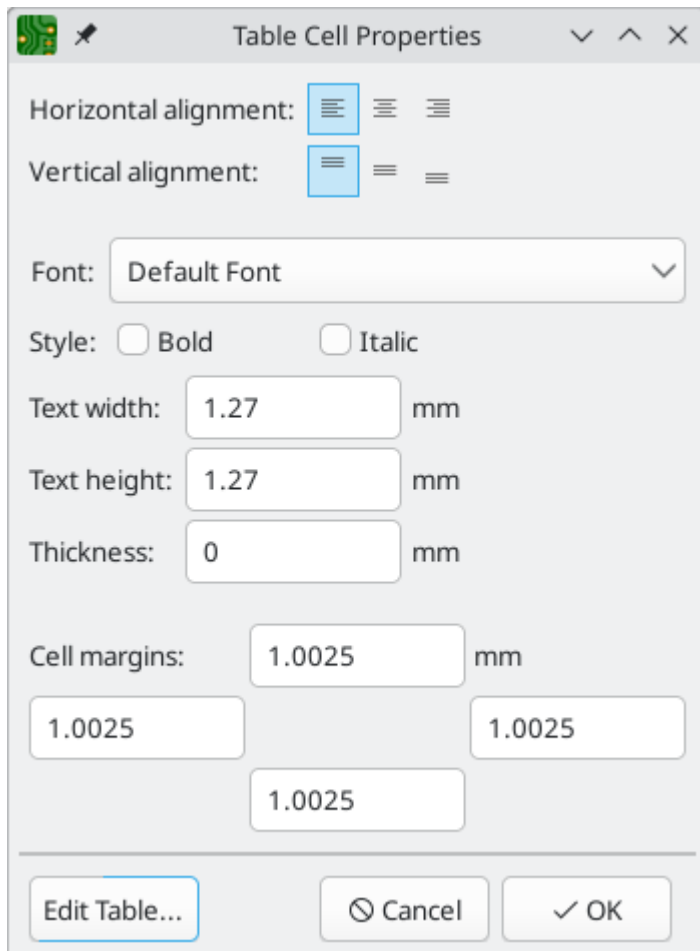 Table Cell Properties
Horizontal alignment:
Vertical alignment:
Font: Default Font
Style: Bold Italic
Text width: 1.27 mm
Text height: 1.27 mm
Thickness: 0 mm
Cell margins: 1.0025 mm
1.0025 1.0025
1.0025
Edit Table... Cancel OK